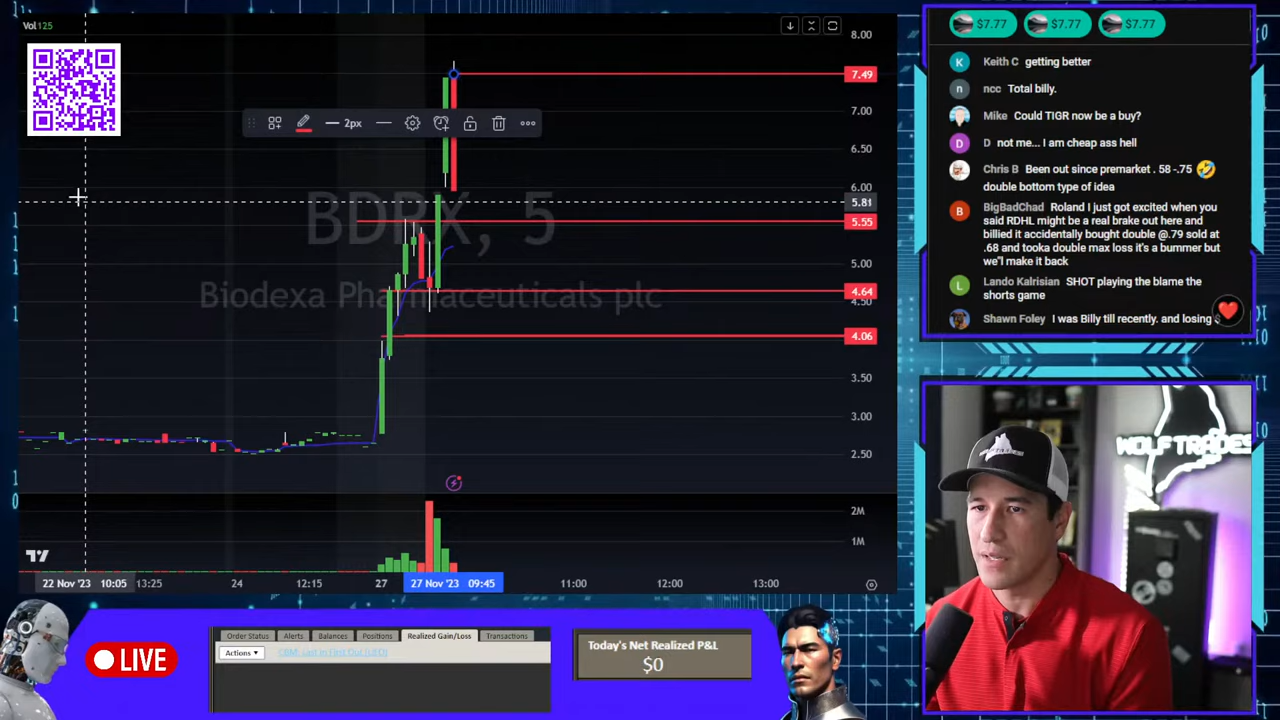 Vol125
BDRX, 5
iodexa Pharmaceuticals plc
2px
8.00
7.49
7.00
6.50
6.00
5.81
5.55
5.00
4.64
4.50
4.06
3.50
3.00
2.50
2M
1M
22 Nov '23 10:05 13:25 24 12:15 27 27 Nov '23 09:45 11:00 12:00 13:00
$7.77 $7.77 $7.77
K Keith C getting better
n ncc Total billy.
Mike Could TIGR now be a buy?
D D not me... I am cheap ass hell
Chris B Been out since premarket . 58 -.75 🤣
double bottom type of idea
B BigBadChad Roland I just got excited when you
said RDHL might be a real brake out here and
billied it accidentally bought double @.79 sold at
.68 and tooka double max loss it's a bummer but
we"l make it back
L Lando Kalrisian SHOT playing the blame the
shorts game
Shawn Foley I was Billy till recently. and losing $
WOLFTRADES
LIVE
Order Status Alerts Balances Positions Realized Gain/Loss Transactions
Actions ▾
Today's Net Realized P&L
$0